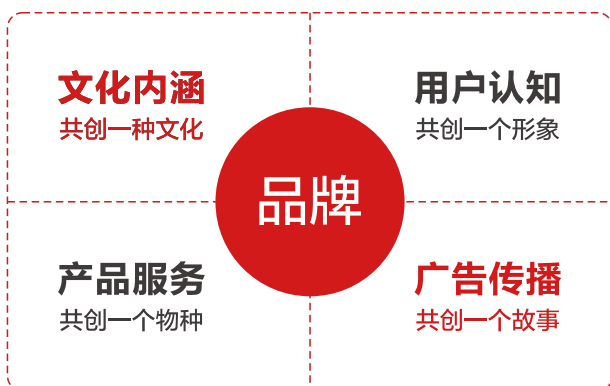 文化内涵
共创一种文化
用户认知
共创一个形象
品牌
产品服务
共创一个物种
广告传播
共创一个故事